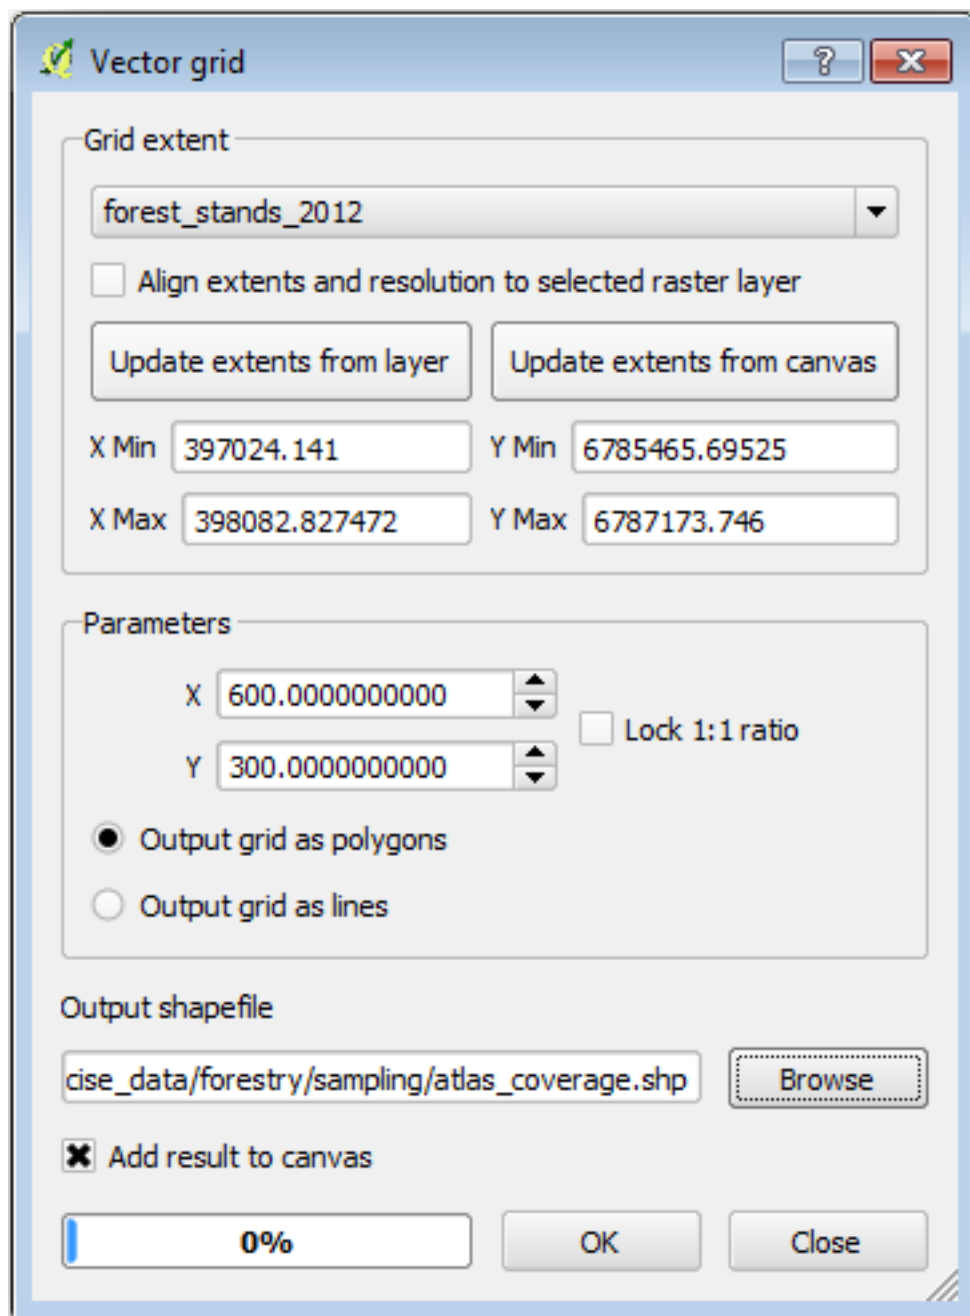 Vector grid
Grid extent
forest_stands_2012
Align extents and resolution to selected raster layer
Update extents from layer Update extents from canvas
X Min 397024.141 Y Min 6785465.69525
X Max 398082.827472 Y Max 6787173.746
Parameters
X 600.0000000000
Lock 1:1 ratio
Y 300.0000000000
Output grid as polygons
Output grid as lines
Output shapefile
cise_data/forestry/sampling/atlas_coverage.shp Browse
Add result to canvas
0% OK Close